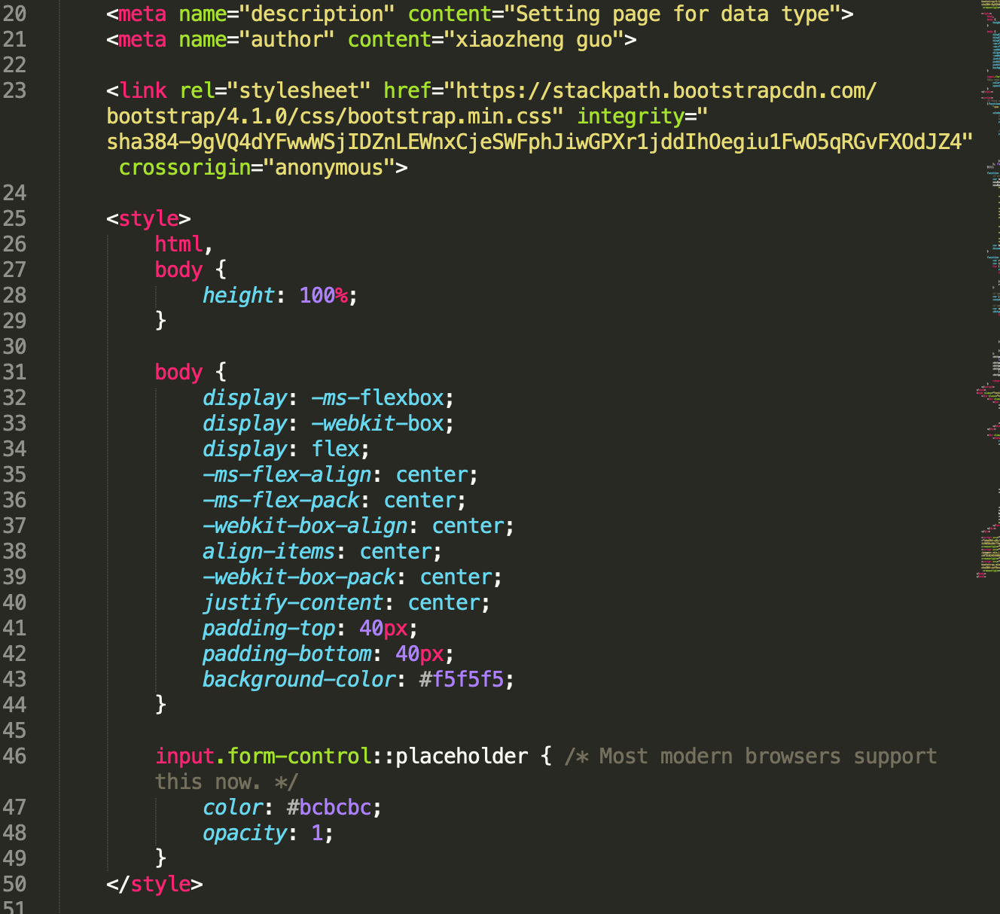 20 <meta name="description" content="Setting page for data type">
21 <meta name="author" content="xiaozheng guo">
22
23 <link rel="stylesheet" href="https://stackpath.bootstrapcdn.com/
bootstrap/4.1.0/css/bootstrap.min.css" integrity="
sha384-9gVQ4dYFwwWSjIDZnLEWnxCjeSWFphJiwGPXr1jddIhOegiu1FwO5qRGvFXOdJZ4"
crossorigin="anonymous">
24
25 <style>
26 html,
27 body {
28 height: 100%;
29 }
30
31 body {
32 display: -ms-flexbox;
33 display: -webkit-box;
34 display: flex;
35 -ms-flex-align: center;
36 -ms-flex-pack: center;
37 -webkit-box-align: center;
38 align-items: center;
39 -webkit-box-pack: center;
40 justify-content: center;
41 padding-top: 40px;
42 padding-bottom: 40px;
43 background-color: #f5f5f5;
44 }
45
46 input.form-control::placeholder { /* Most modern browsers support
this now. */
47 color: #bcbcbc;
48 opacity: 1;
49 }
50 </style>
51